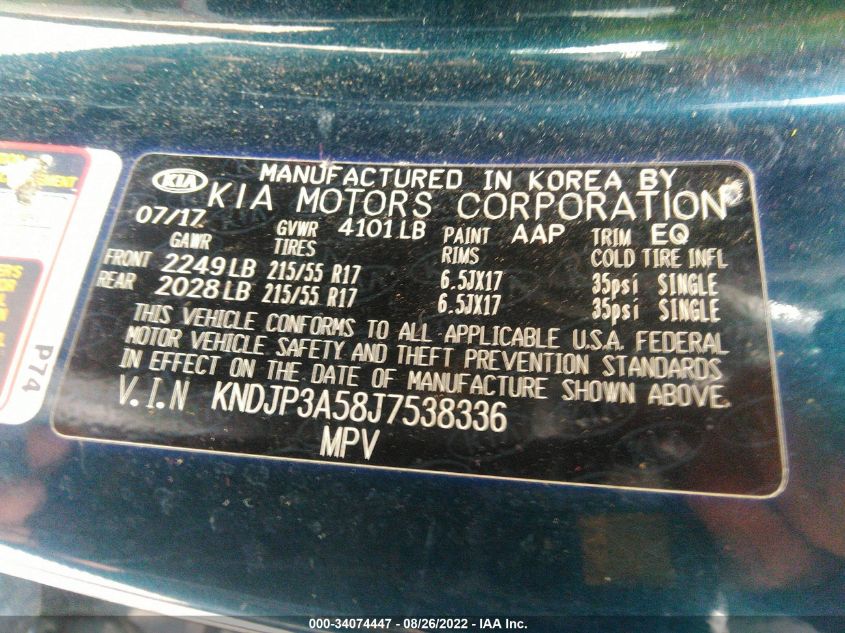 KIA
MANUFACTURED IN KOREA BY
KIA MOTORS CORPORATION
07/17 GVWR 4101LB PAINT AAP TRIM EQ
GAWR TIRES RIMS COLD TIRE INFL
FRONT 2249LB 215/55 R17 6.5JX17 35psi SINGLE
REAR 2028LB 215/55 R17 6.5JX17 35psi SINGLE
THIS VEHICLE CONFORMS TO ALL APPLICABLE U.S.A. FEDERAL
MOTOR VEHICLE SAFETY AND THEFT PREVENTION STANDARDS
IN EFFECT ON THE DATE OF MANUFACTURE SHOWN ABOVE.
V.I.N KNDJP3A58J7538336
MPV
P74
000-34074447 - 08/26/2022 - IAA Inc.